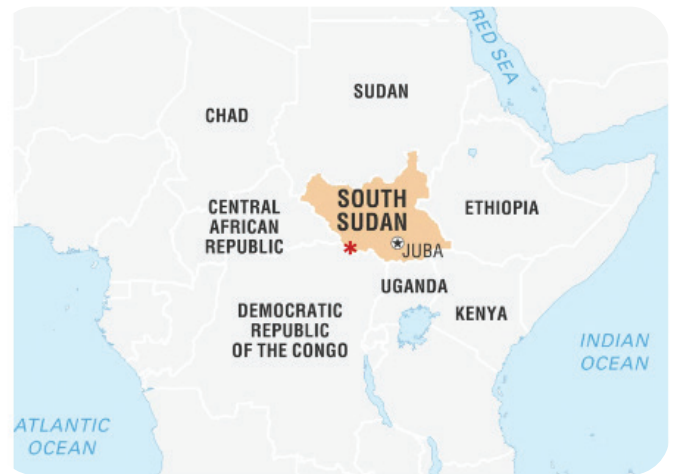 RED SEA
SUDAN
CHAD
SOUTH
SUDAN
ETHIOPIA
CENTRAL
AFRICAN
REPUBLIC
JUBA
UGANDA
KENYA
DEMOCRATIC
REPUBLIC
OF THE CONGO
INDIAN
OCEAN
ATLANTIC
OCEAN